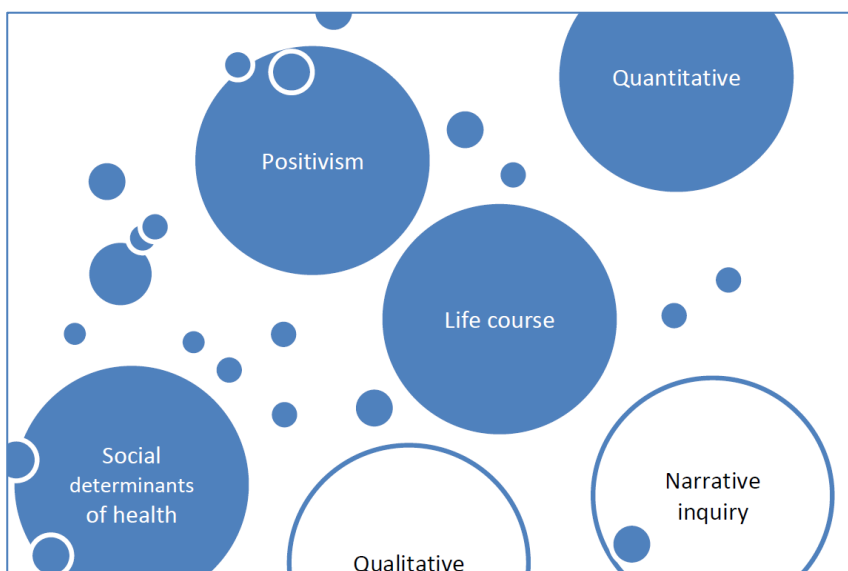 Quantitative
Positivism
Life course
Social
determinants
of health
Narrative
inquiry
Qualitative